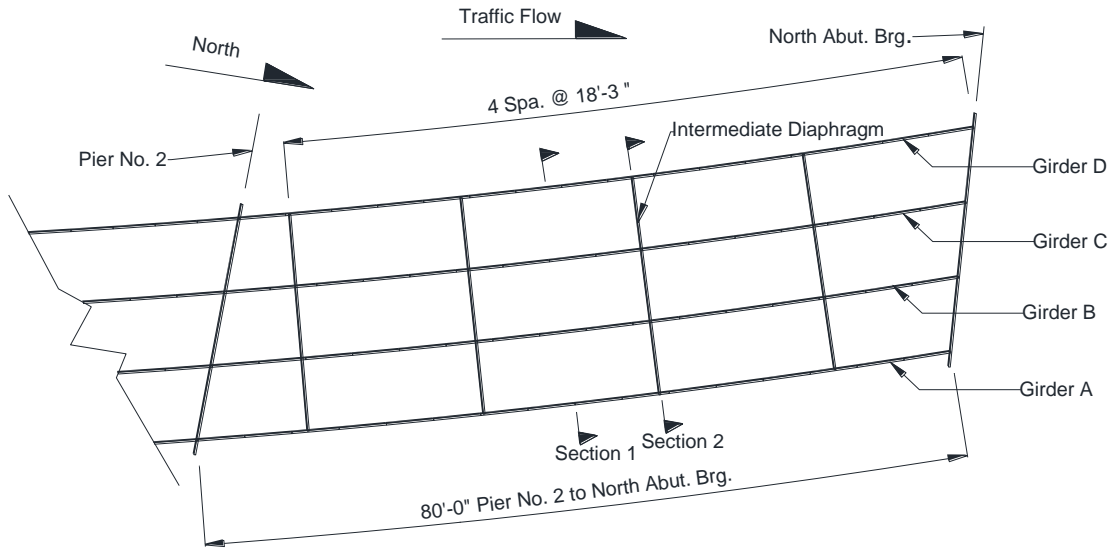 Traffic Flow
North
North Abut. Brg.
4 Spa. @ 18'-3 "
Intermediate Diaphragm
Pier No. 2
Girder D
Girder C
Girder B
Girder A
Section 1
Section 2
80'-0" Pier No. 2 to North Abut. Brg.